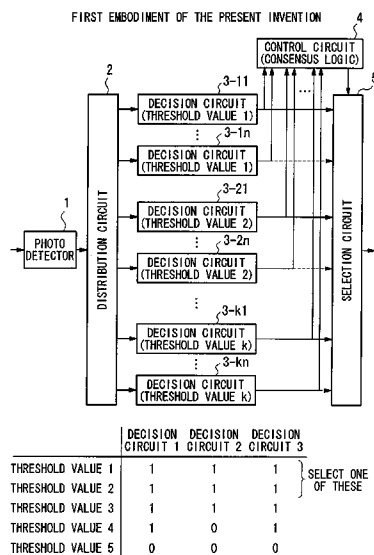 FIRST EMBODIMENT OF THE PRESENT INVENTION
4
CONTROL CIRCUIT
(CONSENSUS LOGIC)
2
3-11
5
DECISION CIRCUIT
(THRESHOLD VALUE 1)
3-1n
DECISION CIRCUIT
(THRESHOLD VALUE 1)
3-21
1
DECISION CIRCUIT
(THRESHOLD VALUE 2)
PHOTO
DETECTOR
DISTRIBUTION CIRCUIT
3-2n
DECISION CIRCUIT
(THRESHOLD VALUE 2)
SELECTION CIRCUIT
3-k1
DECISION CIRCUIT
(THRESHOLD VALUE k)
3-kn
DECISION CIRCUIT
(THRESHOLD VALUE k)
DECISION CIRCUIT 1 DECISION CIRCUIT 2 DECISION CIRCUIT 3
THRESHOLD VALUE 1 1 1 1
THRESHOLD VALUE 2 1 1 1
SELECT ONE
OF THESE
THRESHOLD VALUE 3 1 1 1
THRESHOLD VALUE 4 1 0 1
THRESHOLD VALUE 5 0 0 0